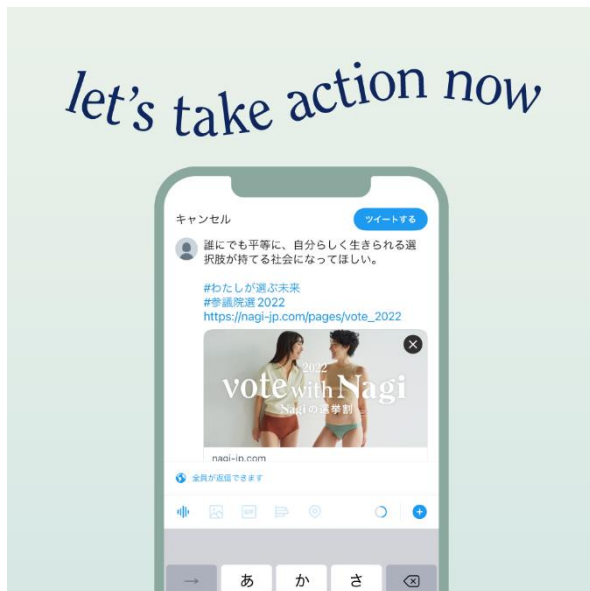 let's take action now
キャンセル
ツイートする
誰にでも平等に、自分らしく生きられる選
択肢が持てる社会になってほしい。
#わたしが選ぶ未来
#参議院選2022
https://nagi-jp.com/pages/vote_2022
2022
vote with Nagi
Nagiの選挙割
nagi-jp.com
全員が返信できます
GIF
→ あ か さ